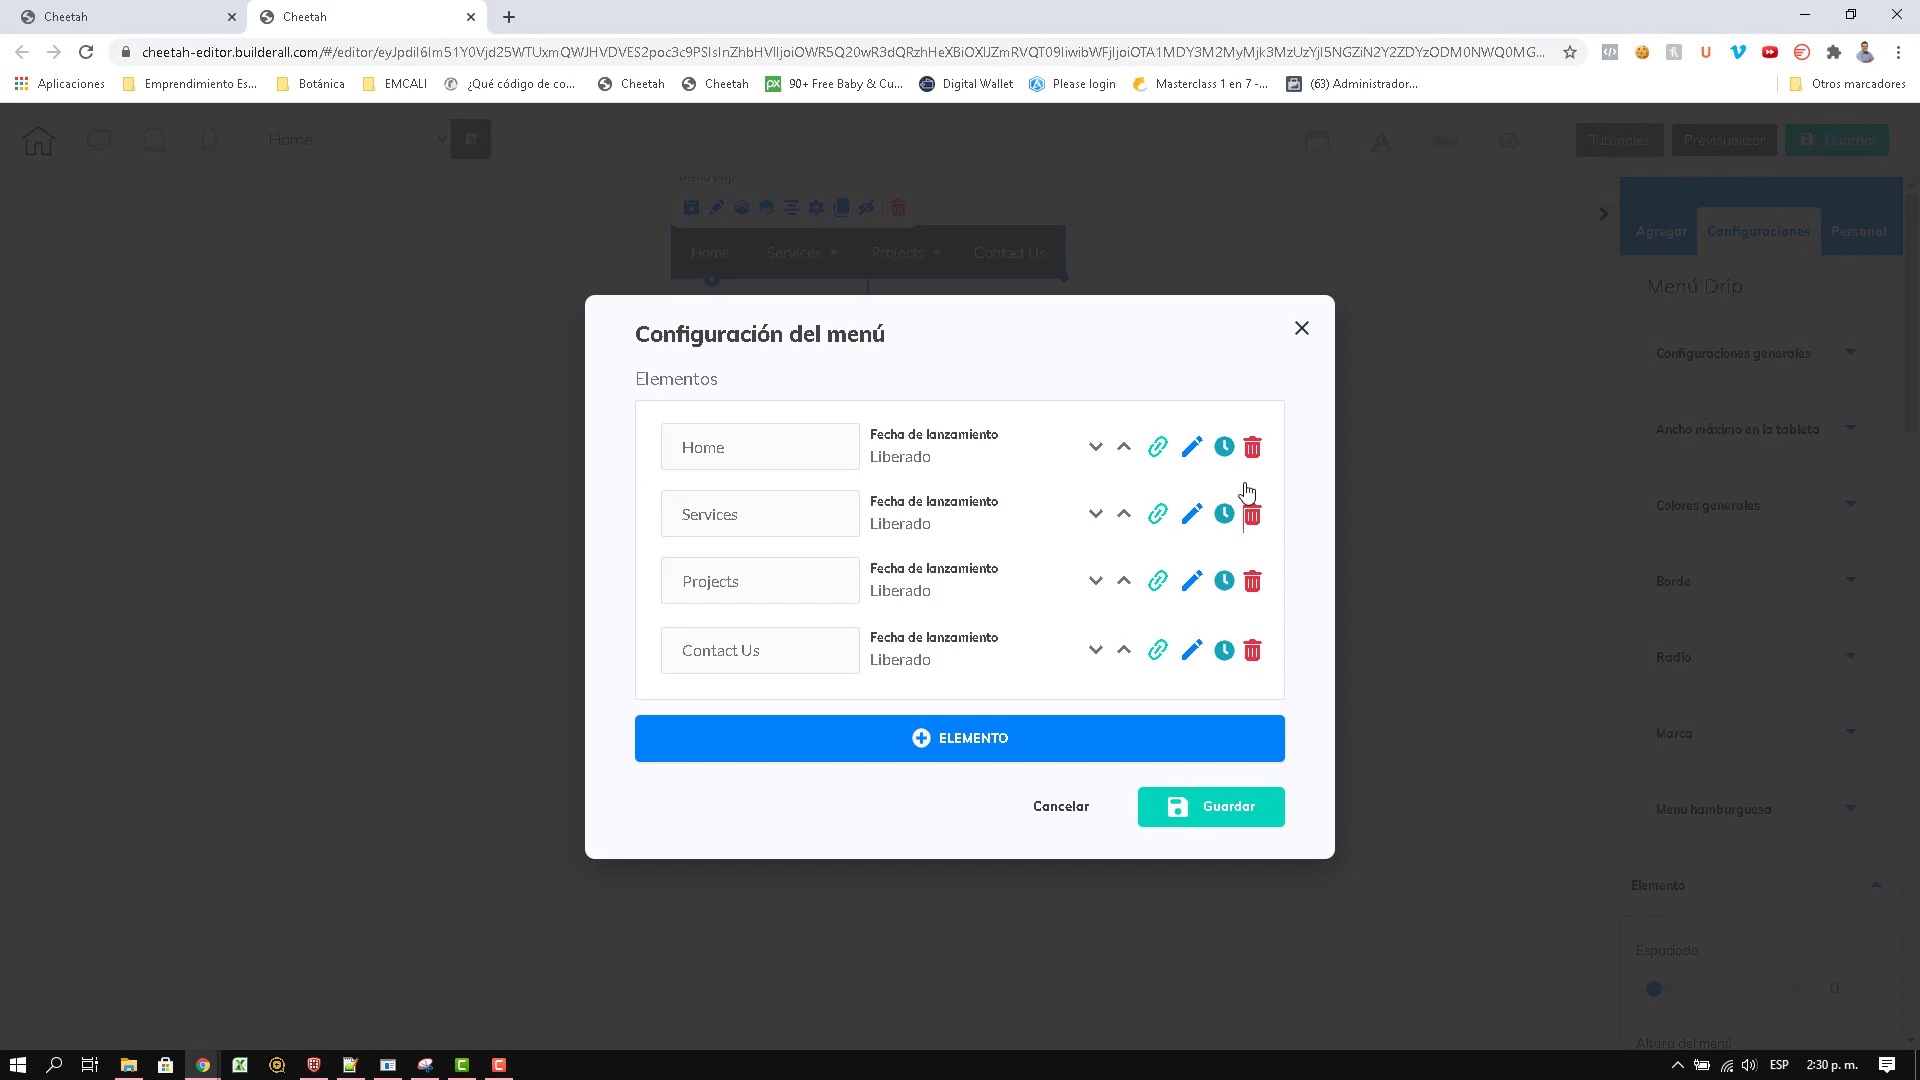 Cheetah
Cheetah
cheetah-editor.builderall.com/#/editor/
Aplicaciones
Emprendimiento Es...
Botánica
EMCALI
¿Qué código de co...
Cheetah
Cheetah
90+ Free Baby & Cu...
Digital Wallet
Please login
Masterclass 1 en 7 -...
(63) Administrador...
Otros marcadores
Home
Tutoriales
Previsualizar
Guardar
Menú Drip
Home
Services
Projects
Contact Us
Agregar
Configuraciones
Personal
Menú Drip
Configuraciones generales
Ancho máximo en la tableta
Colores generales
Borde
Radio
Marca
Menu hamburguesa
Elemento
Espaciado
0
Altura del menú
Configuración del menú
Elementos
Home
Fecha de lanzamiento
Liberado
Services
Fecha de lanzamiento
Liberado
Projects
Fecha de lanzamiento
Liberado
Contact Us
Fecha de lanzamiento
Liberado
ELEMENTO
Cancelar
Guardar
ESP
2:30 p. m.